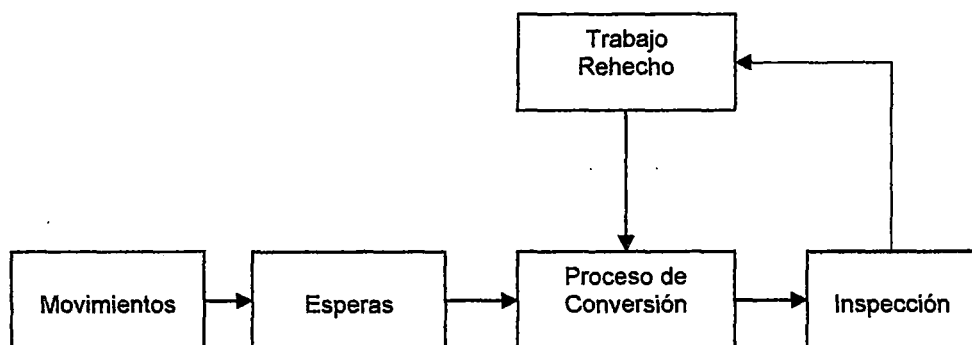 Trabajo
Rehecho
Movimientos
Esperas
Proceso de
Conversión
Inspección